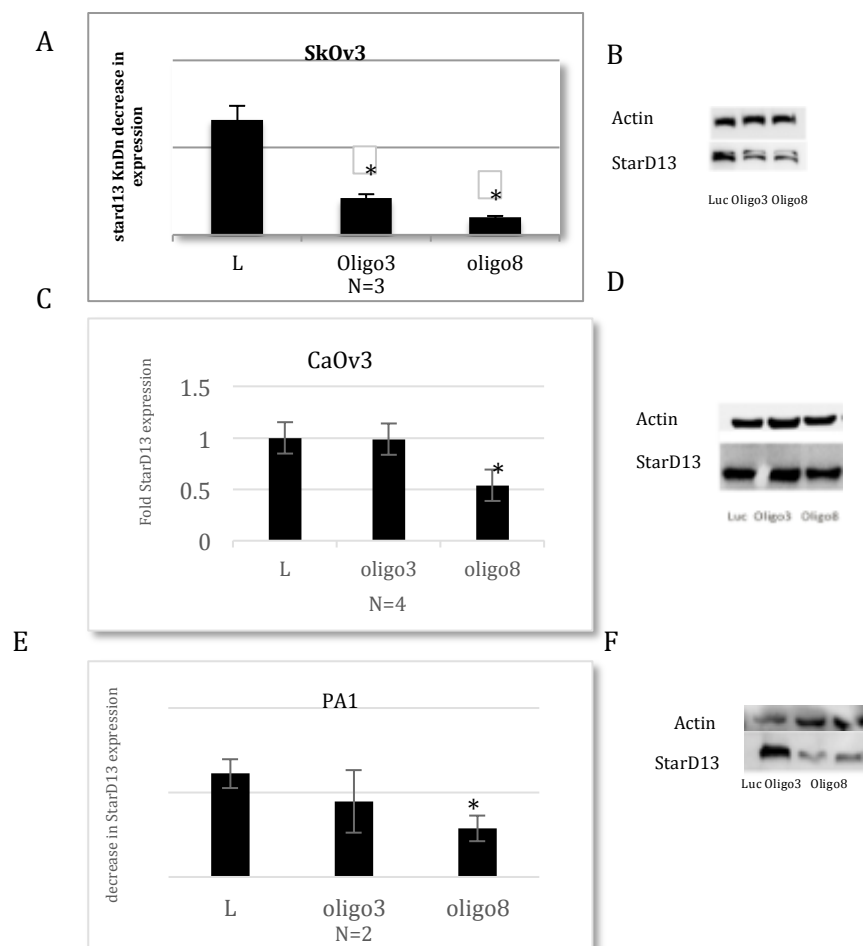 A
SkOv3
stard13 KnDn decrease in
expression
*
*
L Oligo3 oligo8
N=3
B
Actin
StarD13
Luc Oligo3 Oligo8
C
CaOv3
Fold StarD13 expression
1.5
1
0.5
0
*
L oligo3 oligo8
N=4
D
Actin
StarD13
Luc Oligo3 Oligo8
E
PA1
decrease in StarD13 expression
*
L oligo3 oligo8
N=2
F
Actin
StarD13
Luc Oligo3 Oligo8